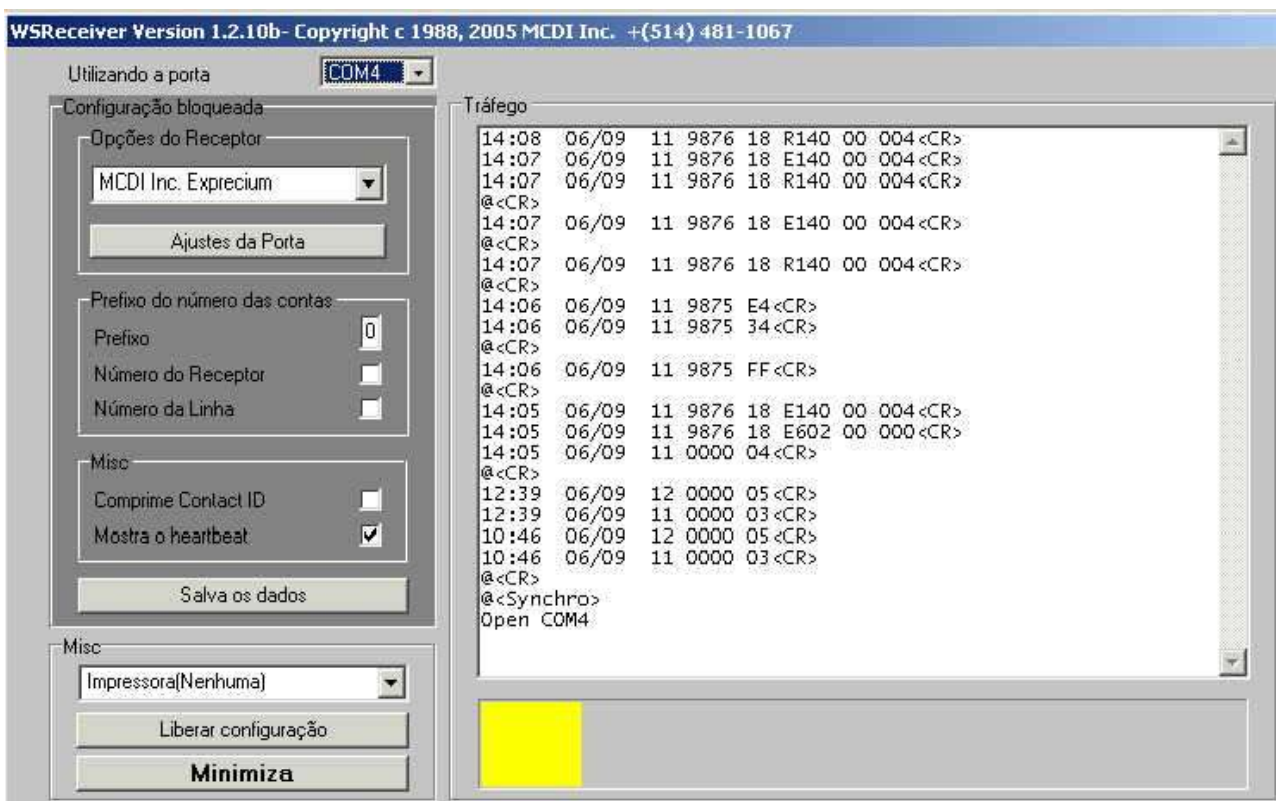 WSReceiver Version 1.2.10b- Copyright c 1988, 2005 MCDI Inc. +(514) 481-1067
Utilizando a porta COM4
Configuração bloqueada
Opções do Receptor
MCDI Inc. Exprecium
Ajustes da Porta
Prefixo do número das contas
Prefixo 0
Número do Receptor
Número da Linha
Misc
Comprime Contact ID
Mostra o heartbeat
Salva os dados
Misc
Impressora(Nenhuma)
Liberar configuração
Minimiza
Tráfego
14:08 06/09 11 9876 18 R140 00 004<CR>
14:07 06/09 11 9876 18 E140 00 004<CR>
14:07 06/09 11 9876 18 R140 00 004<CR>
@<CR>
14:07 06/09 11 9876 18 E140 00 004<CR>
@<CR>
14:07 06/09 11 9876 18 R140 00 004<CR>
@<CR>
14:06 06/09 11 9875 E4<CR>
14:06 06/09 11 9875 34<CR>
@<CR>
14:06 06/09 11 9875 FF<CR>
@<CR>
14:05 06/09 11 9876 18 E140 00 004<CR>
14:05 06/09 11 9876 18 E602 00 000<CR>
14:05 06/09 11 0000 04<CR>
@<CR>
12:39 06/09 12 0000 05<CR>
12:39 06/09 11 0000 03<CR>
10:46 06/09 12 0000 05<CR>
10:46 06/09 11 0000 03<CR>
@<CR>
@<Synchro>
Open COM4